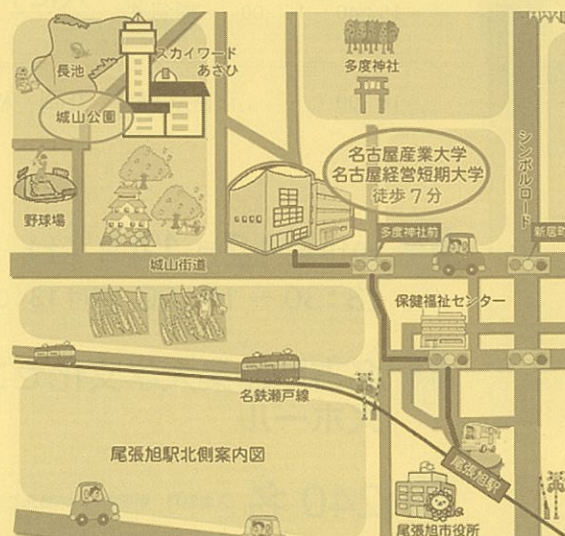 スカイワード
あさひ
長池
城山公園
多度神社
シンボルロード
名古屋産業大学
名古屋経営短期大学
徒歩7分
野球場
多度神社前
新居町
城山街道
保健福祉センター
名鉄瀬戸線
尾張旭駅北側案内図
尾張旭駅
尾張旭市役所